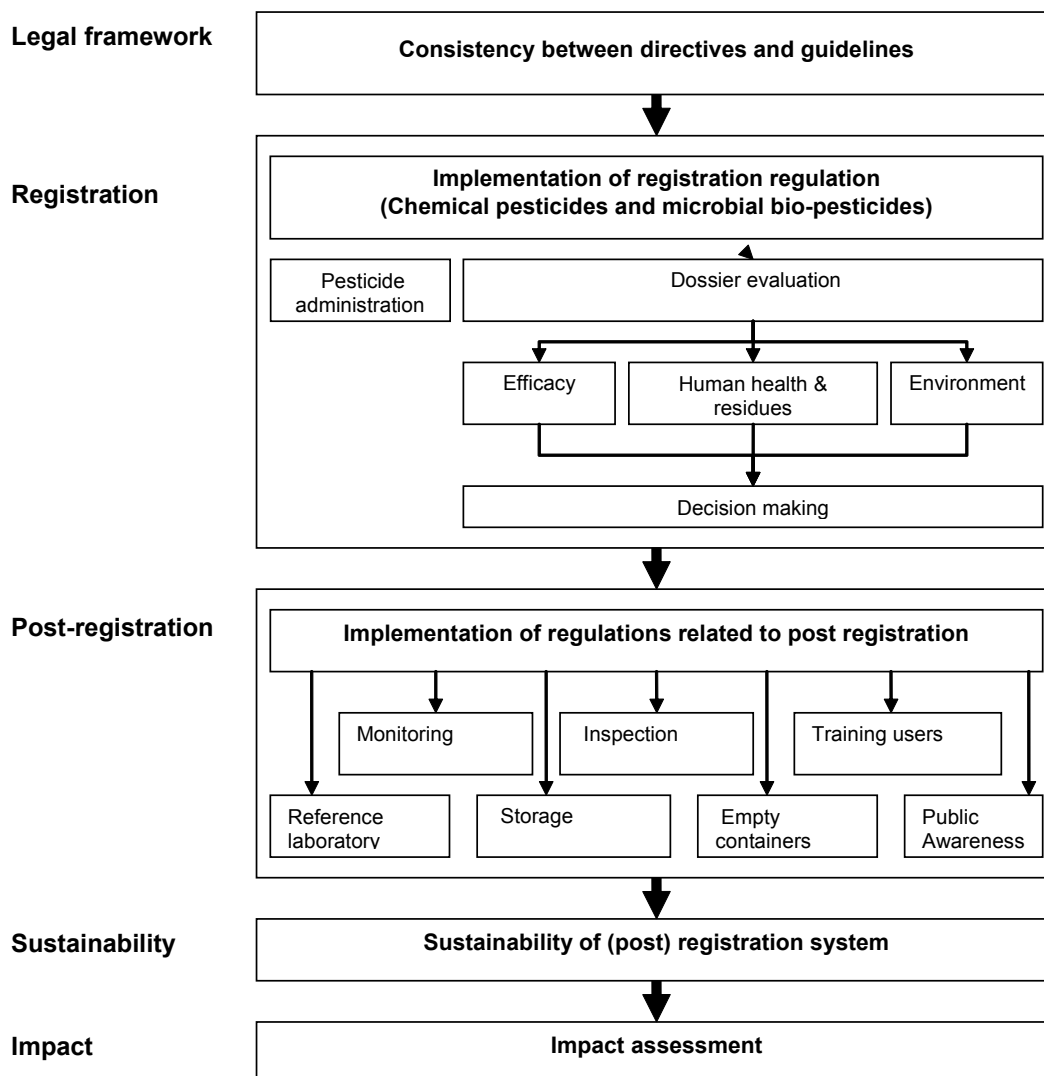 Legal framework
Consistency between directives and guidelines
Registration
Implementation of registration regulation
(Chemical pesticides and microbial bio-pesticides)
Pesticide
administration
Dossier evaluation
Efficacy
Human health &
residues
Environment
Decision making
Post-registration
Implementation of regulations related to post registration
Monitoring
Inspection
Training users
Reference
laboratory
Storage
Empty
containers
Public
Awareness
Sustainability
Sustainability of (post) registration system
Impact
Impact assessment